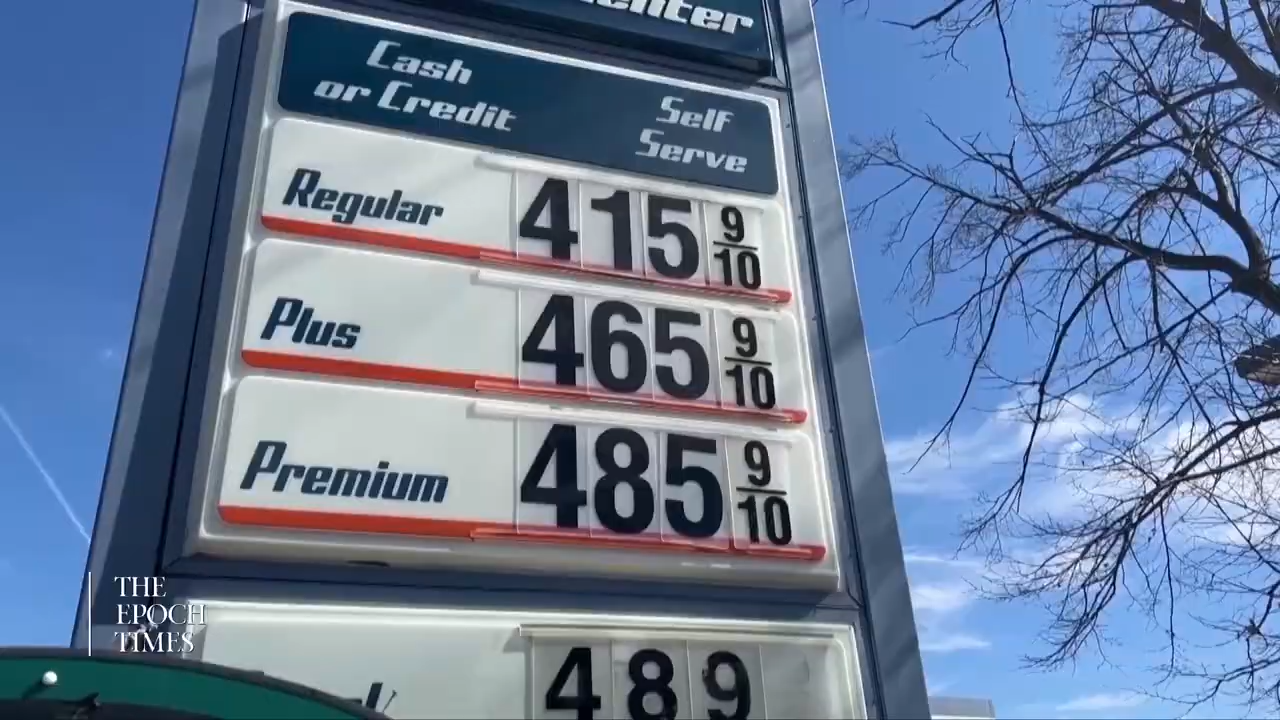 Cash
or Credit
Self
Serve
Regular 415 9/10
Plus 465 9/10
Premium 485 9/10
THE
EPOCH
TIMES
489